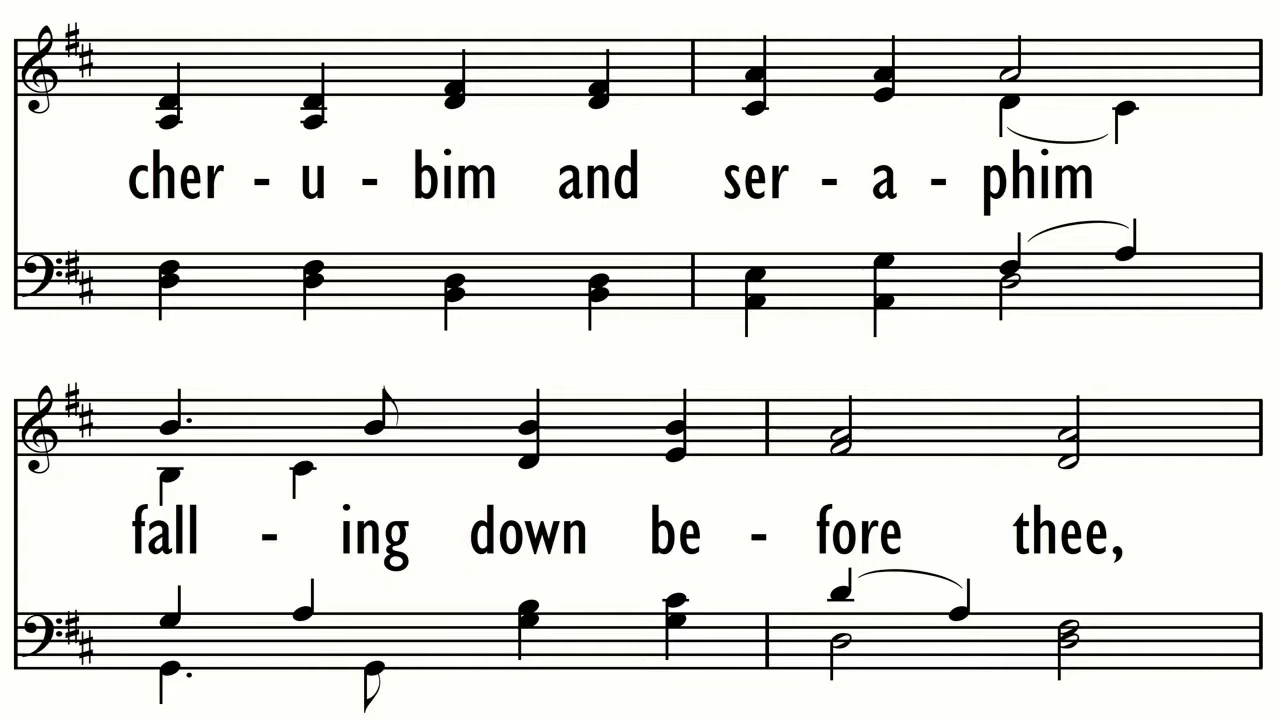 cher - u - bim and ser - a - phim
fall - ing down be - fore thee,